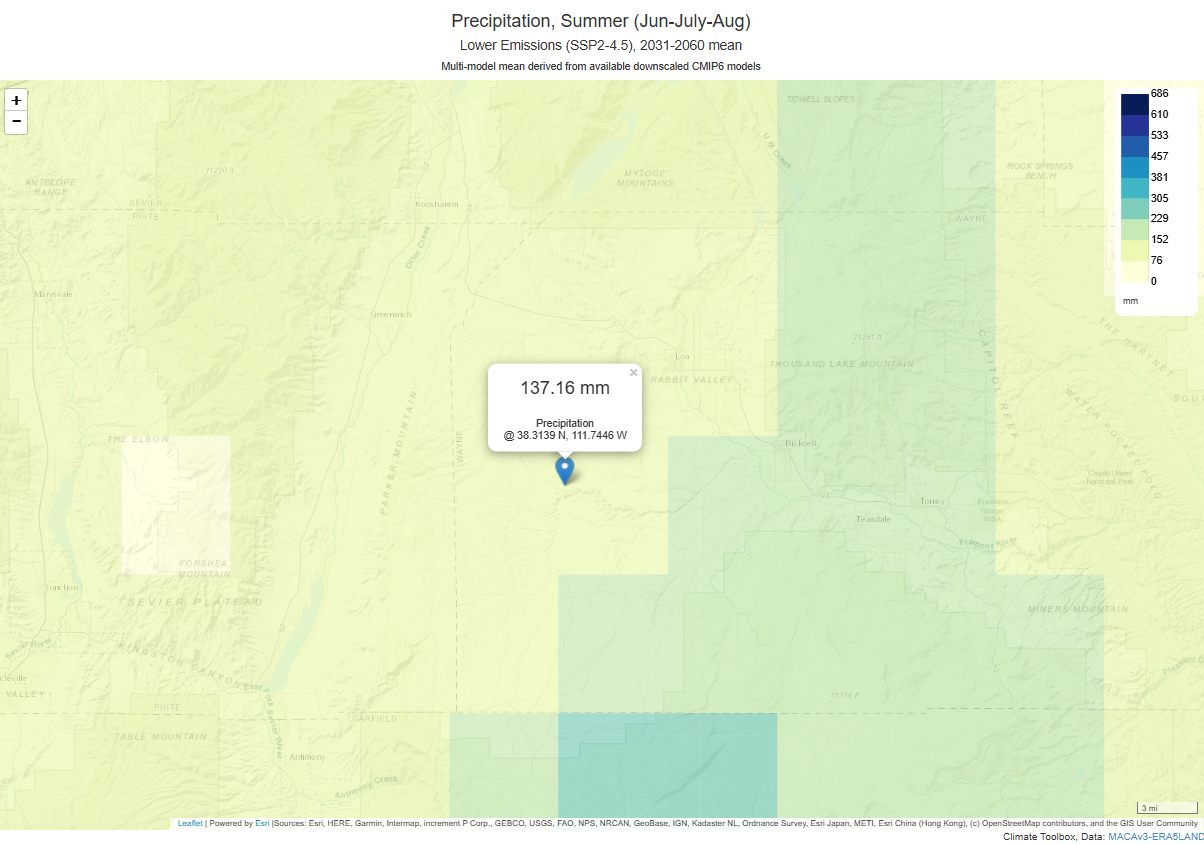 Precipitation, Summer (Jun-July-Aug)
Lower Emissions (SSP2-4.5), 2031-2060 mean
Multi-model mean derived from available downscaled CMIP6 models
+
−
TIDWELL SLOPES
686
610
533
457
381
305
229
152
76
0
mm
U M Creek
11220 ft
MYTOGE
MOUNTAINS
ROCK SPRINGS
BENCH
ANTELOPE
RANGE
SEVIER
PIUTE
Koosharem
WAYNE
Otter Creek
Marysvale
Greenwich
THE HARTNET
CAPITOL REEF
Loa
THOUSAND LAKE MOUNTAIN
RABBIT VALLEY
×
137.16 mm
Precipitation
@ 38.3139 N, 111.7446 W
WATER POCKET FOLD
SOUT
PARKER MOUNTAIN
WAYNE
THE ELBOW
Bicknell
Capitol Reef
National Park
Torrey
Teasdale
Fremont
Gorge
WSA
Fremont River
FORSHEA
MOUNTAIN
Junction
SEVIER PLATEAU
MINERS MOUNTAIN
Sevier River
KINGSTON CANYON
cleville
VALLEY
East Fork Sevier River
Pleasant C
11316 ft
PIUTE
GARFIELD
TABLE MOUNTAIN
Antimony
Antimony Creek
3 mi
Leaflet | Powered by Esri |Sources: Esri, HERE, Garmin, Intermap, increment P Corp., GEBCO, USGS, FAO, NPS, NRCAN, GeoBase, IGN, Kadaster NL, Ordnance Survey, Esri Japan, METI, Esri China (Hong Kong), (c) OpenStreetMap contributors, and the GIS User Community
Climate Toolbox, Data: MACAv3-ERA5LAND